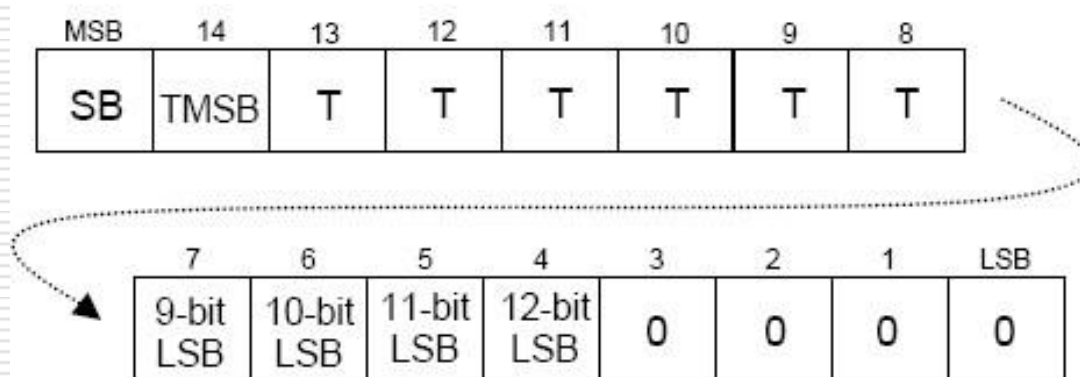 MSB 14 13 12 11 10 9 8
SB TMSB T T T T T T
7 6 5 4 3 2 1 LSB
9-bit 10-bit 11-bit 12-bit 0 0 0 0
LSB LSB LSB LSB